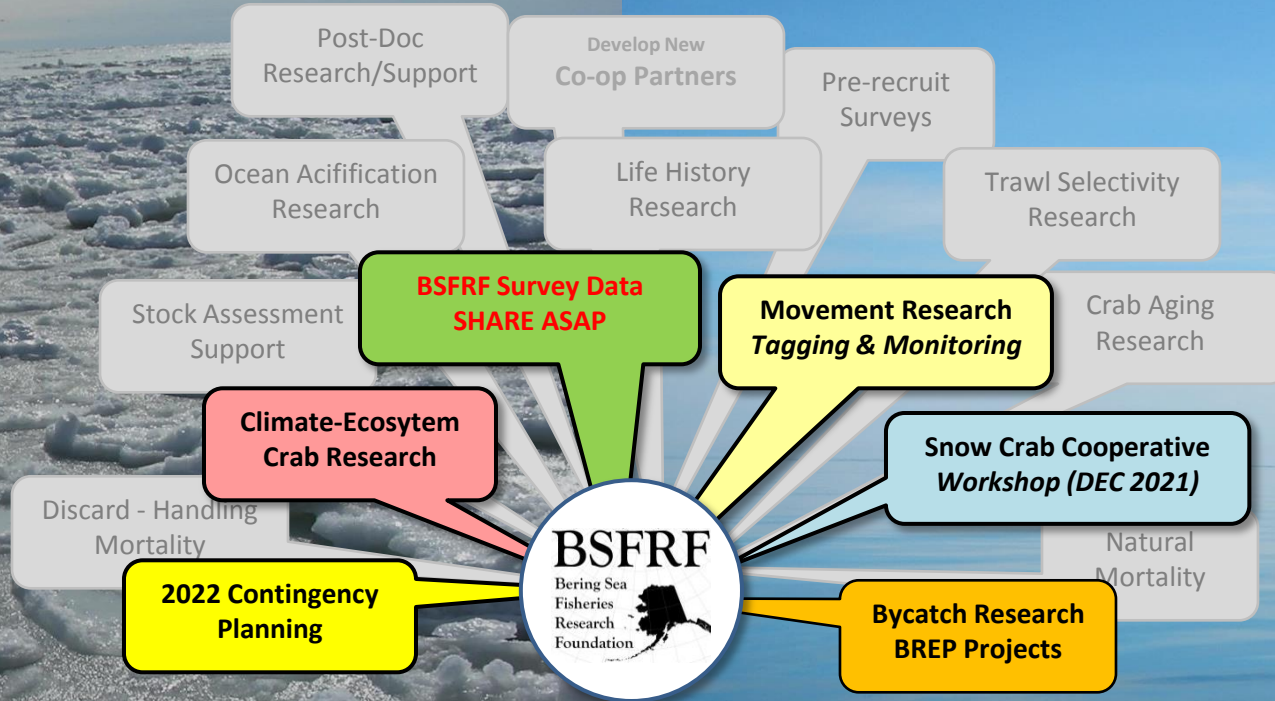 Post-Doc
Research/Support
Develop New
Co-op Partners
Pre-recruit
Surveys
Ocean Acifification
Research
Life History
Research
Trawl Selectivity
Research
BSFRF Survey Data
SHARE ASAP
Movement Research
Tagging & Monitoring
Stock Assessment
Support
Crab Aging
Research
Climate-Ecosytem
Crab Research
Snow Crab Cooperative
Workshop (DEC 2021)
Discard - Handling
Mortality
Natural
Mortality
2022 Contingency
Planning
BSFRF
Bering Sea
Fisheries
Research
Foundation
Bycatch Research
BREP Projects